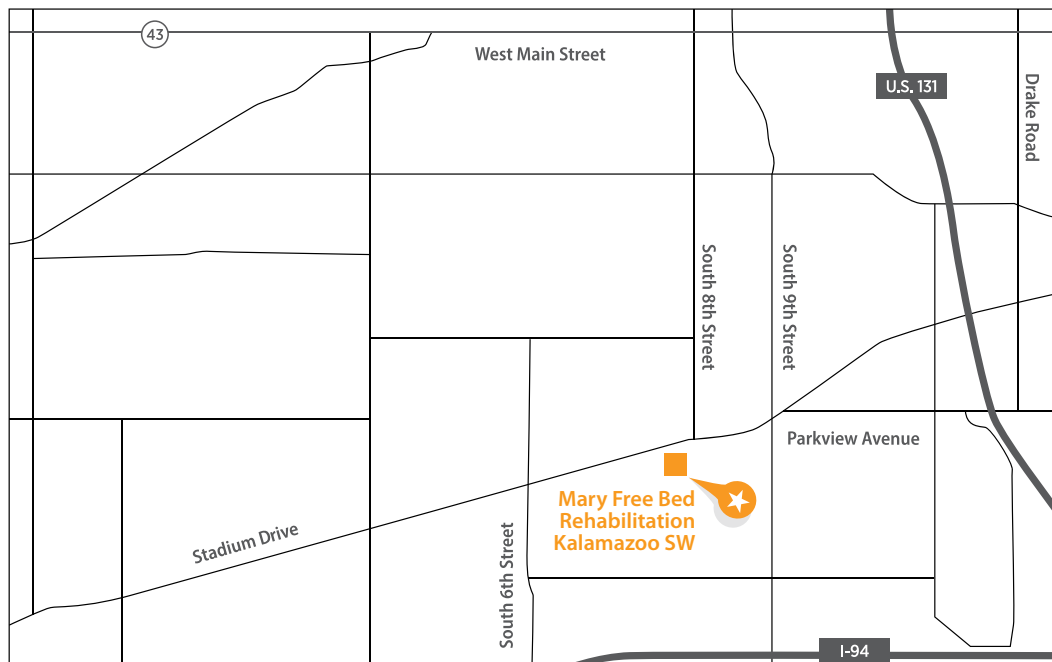 43
West Main Street
U.S. 131
Drake Road
South 8th Street
South 9th Street
Parkview Avenue
Mary Free Bed
Rehabilitation
Kalamazoo SW
Stadium Drive
South 6th Street
I-94